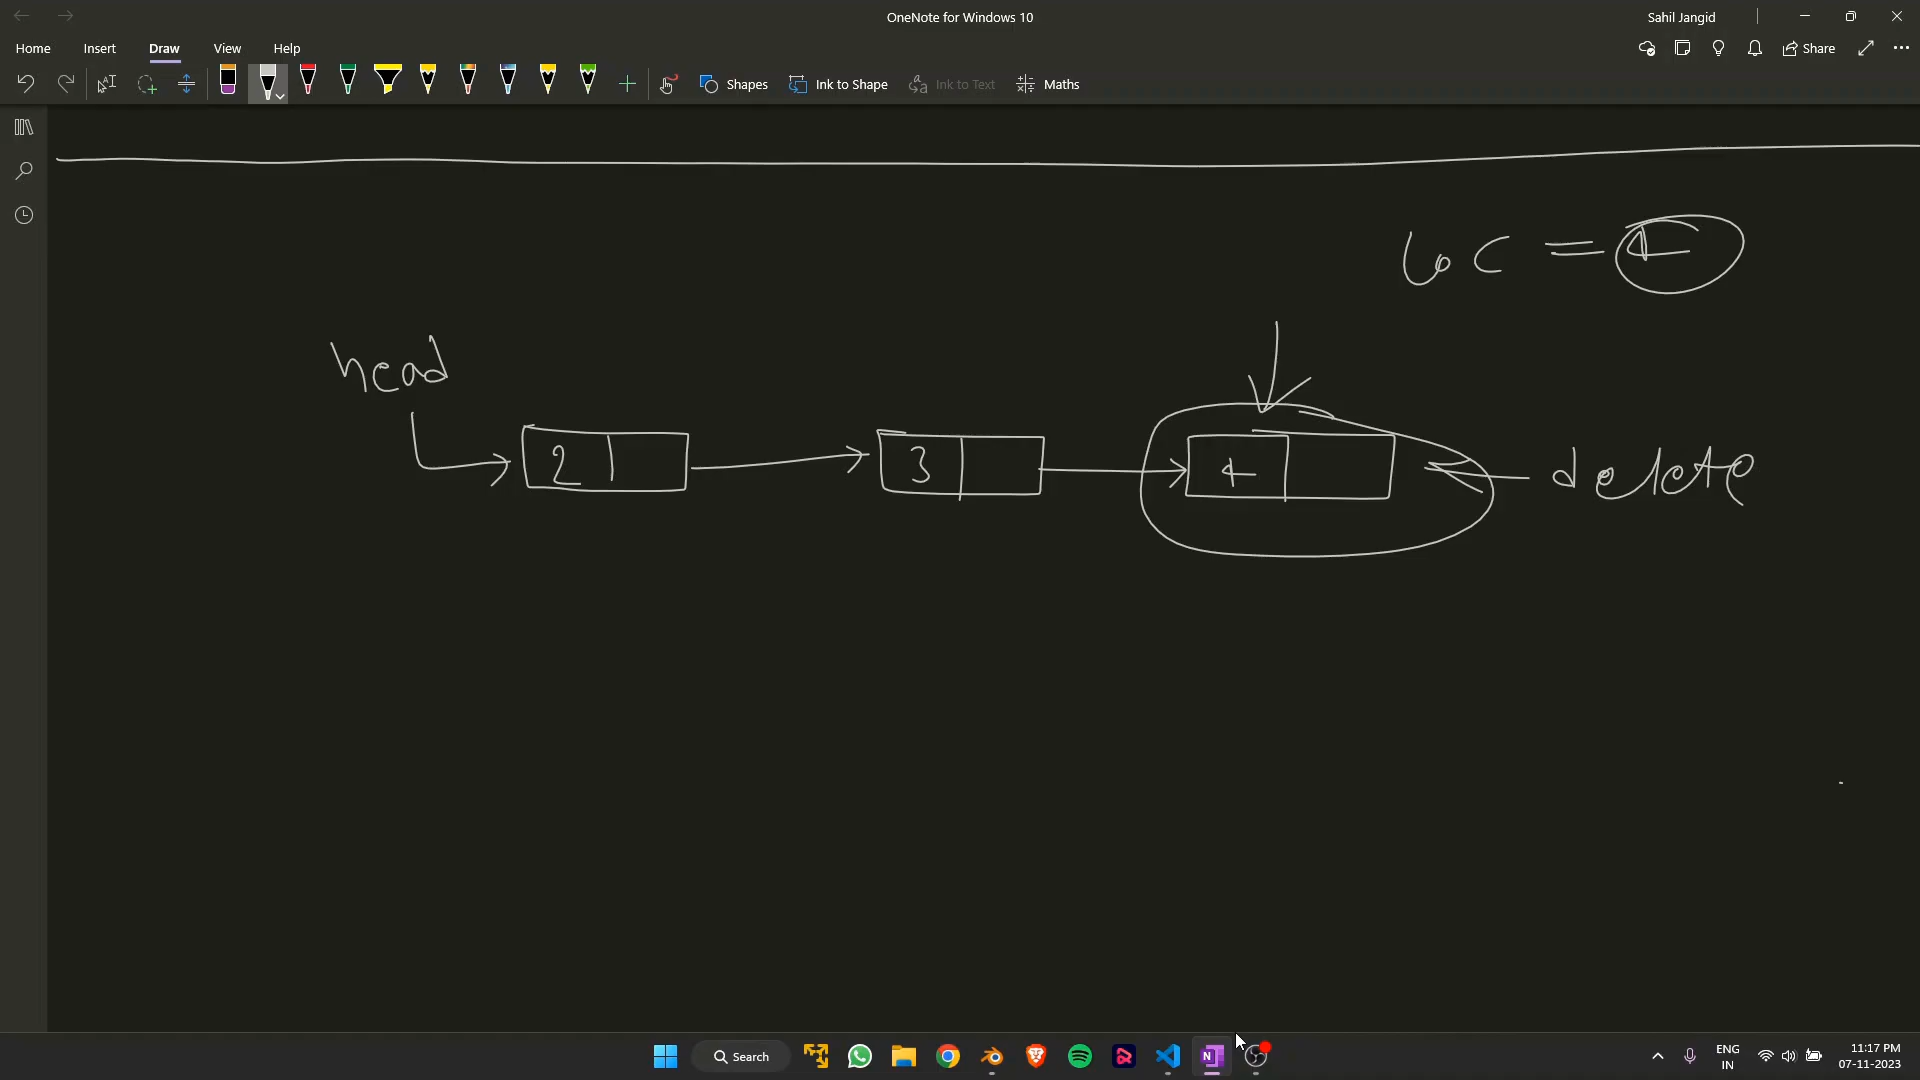 OneNote for Windows 10
Sahil Jangid
Home Insert Draw View Help
Share
Shapes Ink to Shape Ink to Text Maths
loc = 4
head
2 3 4 delete
Search
ENG
IN
11:17 PM
07-11-2023